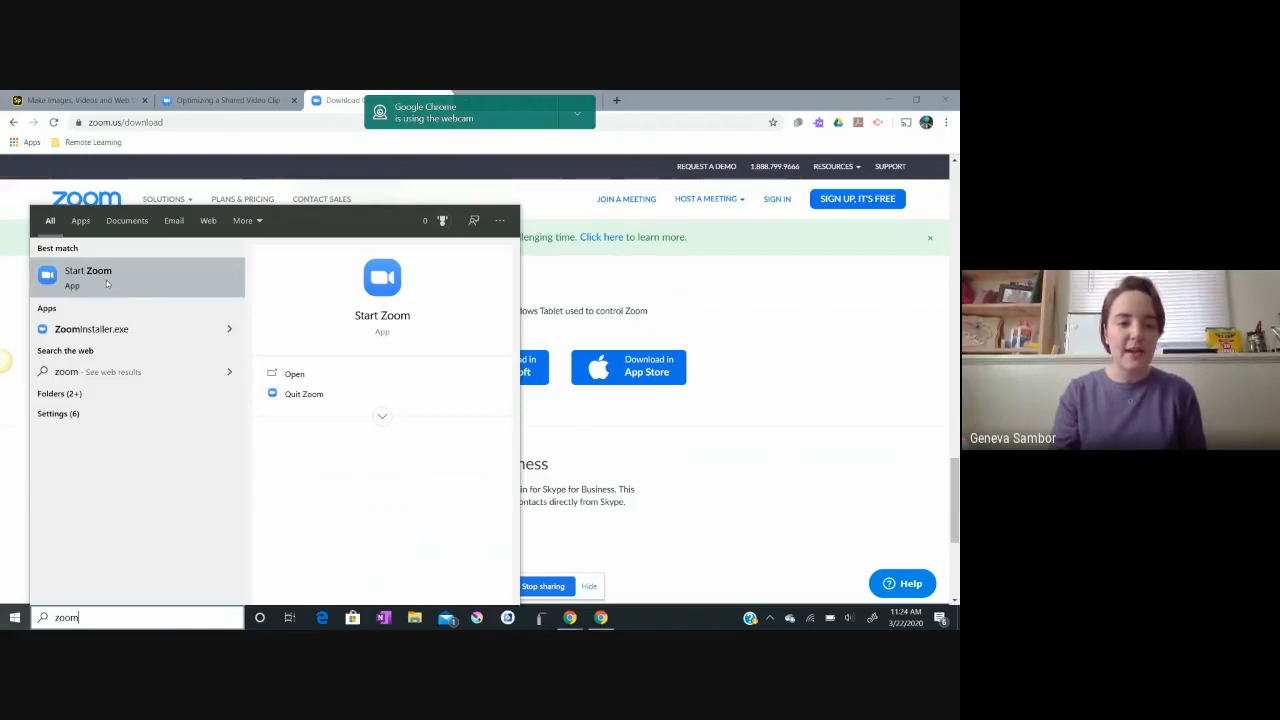 Make Images, Videos and Web
Optimizing a Shared Video Clip
Download
Google Chrome
is using the webcam
zoom.us/download
Apps
Remote Learning
REQUEST A DEMO 1.888.799.9666 RESOURCES SUPPORT
zoom SOLUTIONS PLANS & PRICING CONTACT SALES JOIN A MEETING HOST A MEETING SIGN IN SIGN UP, IT'S FREE
All Apps Documents Email Web More 0
lenging time. Click here to learn more.
Best match
Start Zoom
App
Start Zoom
App
Apps
ZoomInstaller.exe
Search the web
zoom - See web results
Folders (2+)
Settings (6)
Open
Quit Zoom
ows Tablet used to control Zoom
d in
oft
Download in
App Store
ness
in for Skype for Business. This
ontacts directly from Skype.
Stop sharing Hide
Help
zoom
11:24 AM
3/22/2020
Geneva Sambor